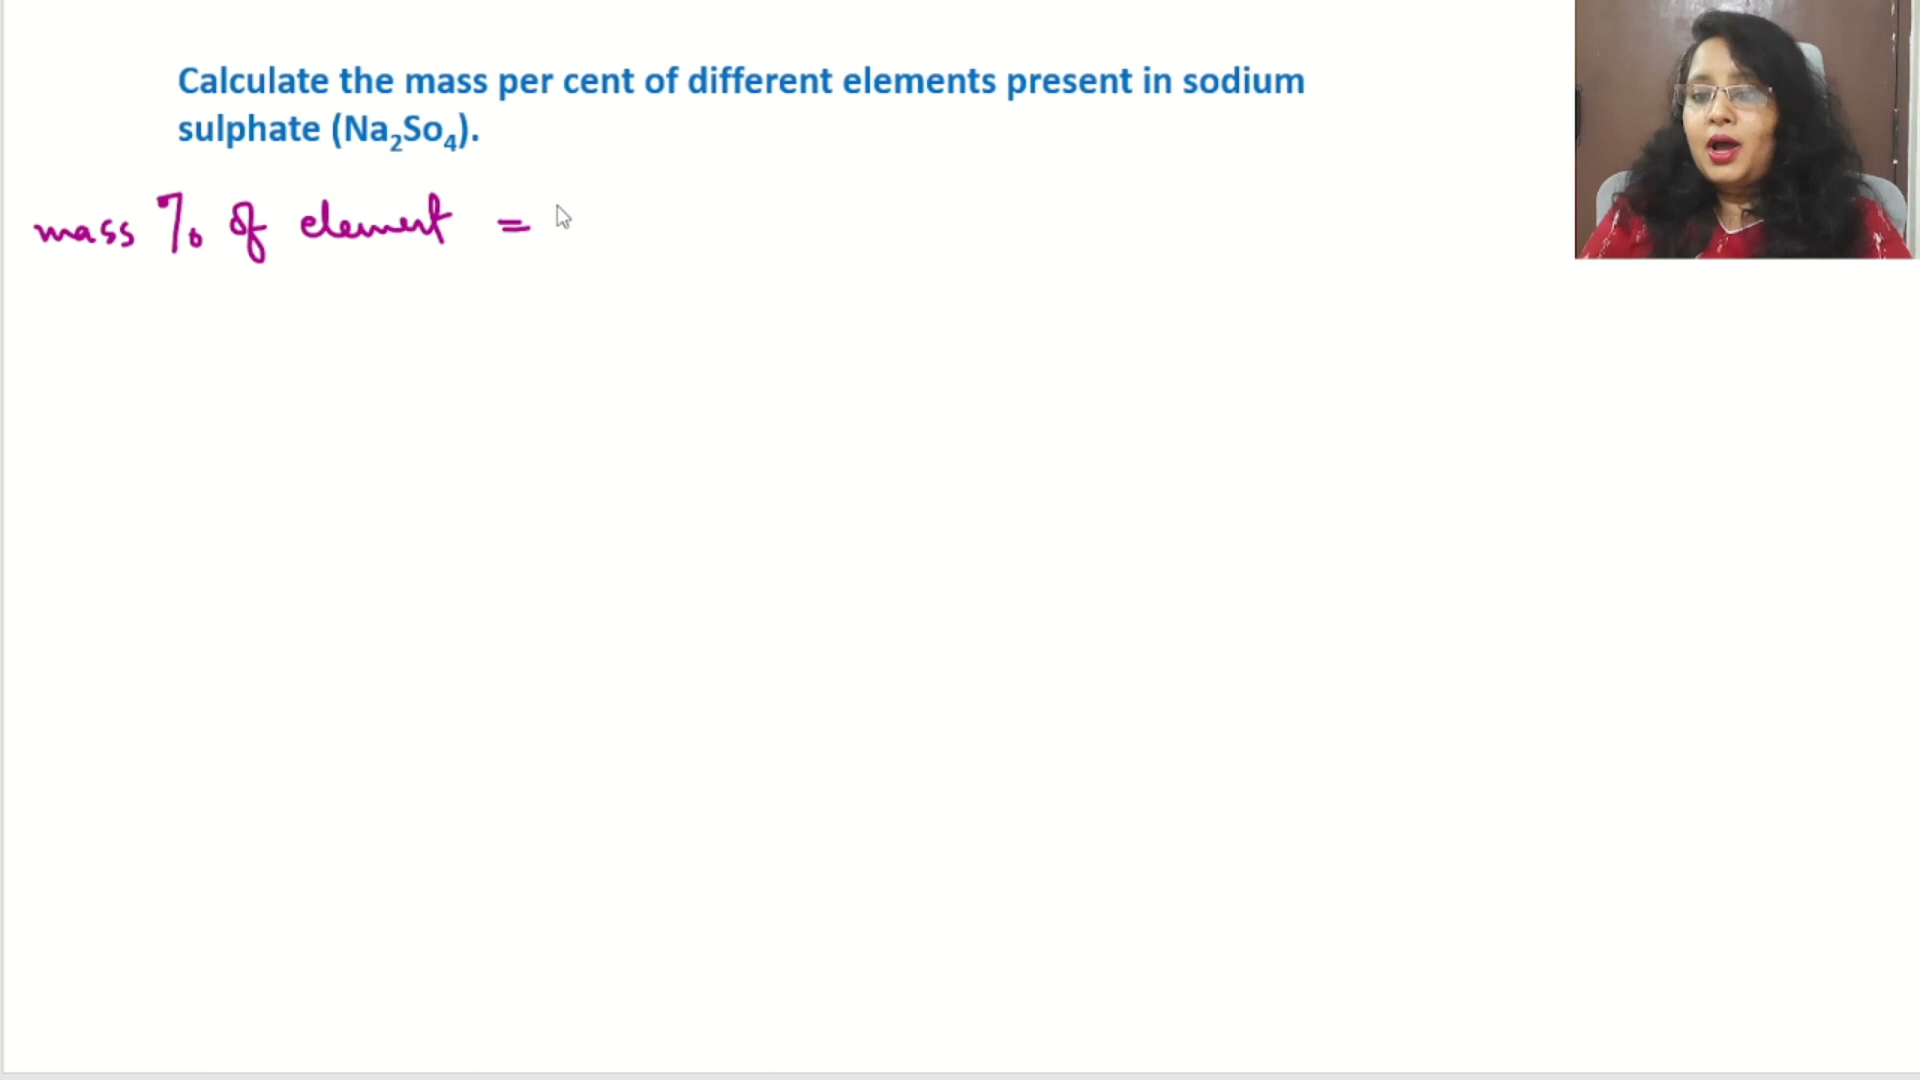 Calculate the mass per cent of different elements present in sodium
sulphate (Na₂So₄).
mass % of element =